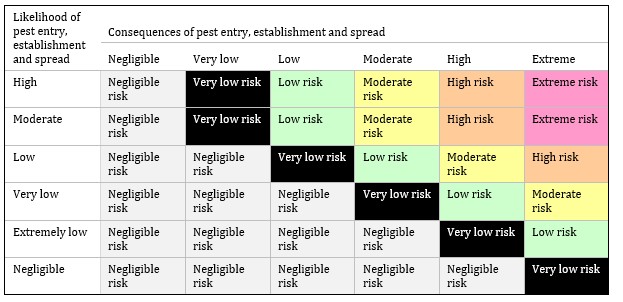 Likelihood of
pest entry,
establishment
and spread
Consequences of pest entry, establishment and spread
Negligible Very low Low Moderate High Extreme
High Negligible risk Very low risk Low risk Moderate risk High risk Extreme risk
Moderate Negligible risk Very low risk Low risk Moderate risk High risk Extreme risk
Low Negligible risk Negligible risk Very low risk Low risk Moderate risk High risk
Very low Negligible risk Negligible risk Negligible risk Very low risk Low risk Moderate risk
Extremely low Negligible risk Negligible risk Negligible risk Negligible risk Very low risk Low risk
Negligible Negligible risk Negligible risk Negligible risk Negligible risk Negligible risk Very low risk